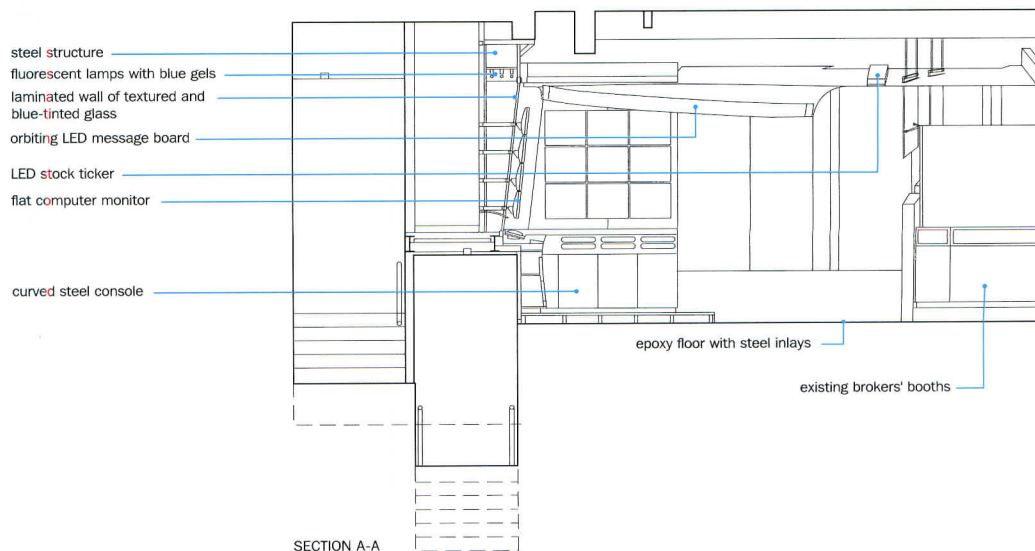 steel structure
fluorescent lamps with blue gels
laminated wall of textured and
blue-tinted glass
orbiting LED message board
LED stock ticker
flat computer monitor
curved steel console
epoxy floor with steel inlays
existing brokers' booths
SECTION A-A